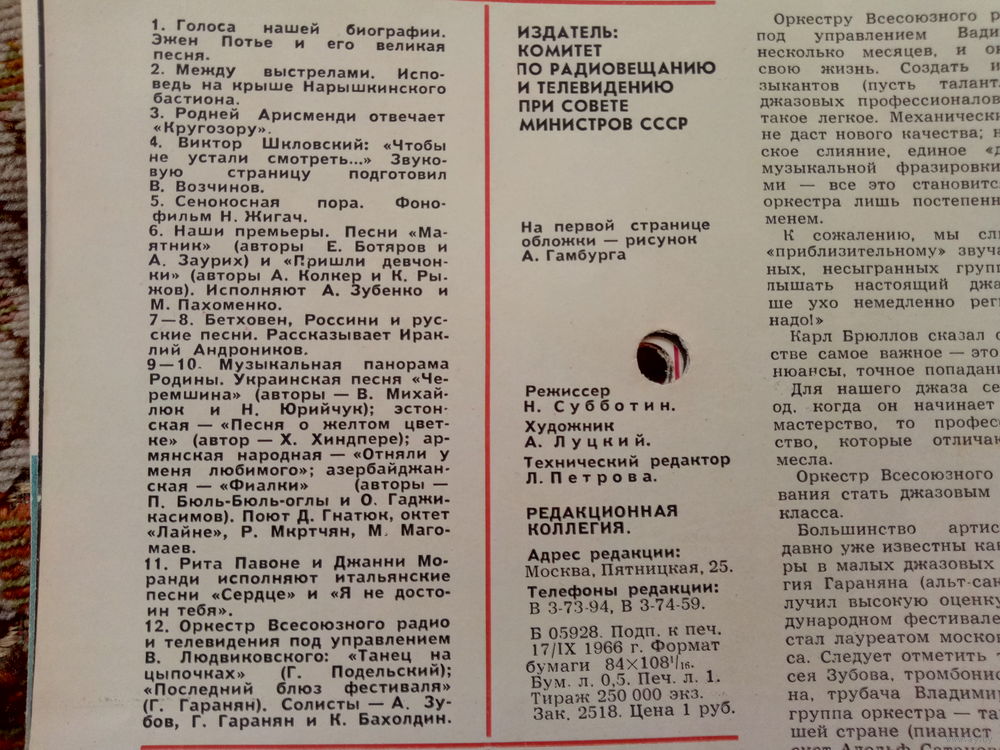 1. Голоса нашей биографии.
Эжен Потье и его великая
песня.
2. Между выстрелами. Испо-
ведь на крыше Нарышкинского
бастиона.
3. Родней Арисменди отвечает
«Кругозору».
4. Виктор Шкловский: «Чтобы
не устали смотреть...» Звуко-
вую страницу подготовил
В. Возчинов.
5. Сенокосная пора. Фоно-
фильм Н. Жигач.
6. Наши премьеры. Песни «Ма-
ятник» (авторы Е. Ботяров и
А. Заурих) и «Пришли девчон-
ки» (авторы А. Колкер и К. Ры-
жов). Исполняют А. Зубенко и
М. Пахоменко.
7—8. Бетховен, Россини и рус-
ские песни. Рассказывает Ирак-
лий Андроников.
9—10. Музыкальная панорама
Родины. Украинская песня «Че-
ремшина» (авторы — В. Михай-
люк и Н. Юрийчук); эстон-
ская — «Песня о желтом цвет-
ке» (автор — Х. Хиндпере); ар-
мянская народная — «Отняли у
меня любимого»; азербайджан-
ская — «Фиалки» (авторы —
П. Бюль-Бюль-оглы и О. Гаджи-
касимов). Поют Д. Гнатюк, октет
«Лайне», Р. Мкртчян, М. Маго-
маев.
11. Рита Павоне и Джанни Мо-
ранди исполняют итальянские
песни «Сердце» и «Я не досто-
ин тебя».
12. Оркестр Всесоюзного радио
и телевидения под управлением
В. Людвиковского: «Танец на
цыпочках» (Г. Подельский);
«Последний блюз фестиваля»
(Г. Гаранян). Солисты — А. Зу-
бов, Г. Гаранян и К. Бахолдин.
ИЗДАТЕЛЬ:
КОМИТЕТ
ПО РАДИОВЕЩАНИЮ
И ТЕЛЕВИДЕНИЮ
ПРИ СОВЕТЕ
МИНИСТРОВ СССР
На первой странице
обложки — рисунок
А. Гамбурга
Режиссер
Н. Субботин.
Художник
А. Луцкий.
Технический редактор
Л. Петрова.
РЕДАКЦИОННАЯ
КОЛЛЕГИЯ.
Адрес редакции:
Москва, Пятницкая, 25.
Телефоны редакции:
В 3-73-94, В 3-74-59.
Б 05928. Подп. к печ.
17/IX 1966 г. Формат
бумаги 84×108¹/₁₆.
Бум. л. 0,5. Печ. л. 1.
Тираж 250 000 экз.
Зак. 2518. Цена 1 руб.
Оркестру Всесоюзного р
под управлением Вади
несколько месяцев, и о
свою жизнь. Создать и
зыкантов (пусть талант
джазовых профессионалов
такое легкое. Механически
не даст нового качества; н
ское слияние, единое «д
музыкальной фразировки
ми — все это становитс
оркестра лишь постепенн
менем.
К сожалению, мы сл
«приблизительному» звуча
ных, несыгранных групп
лышать настоящий джа
ше ухо немедленно рег
надо!»
Карл Брюллов сказал о
стве самое важное — это
нюансы, точное попадани
Для нашего джаза се
од, когда он начинает
мастерство, то профес
ство, которые отличаю
месла.
Оркестр Всесоюзного
вания стать джазовым
класса.
Большинство артис
давно уже известны ка
ры в малых джазовых
гия Гараняна (альт-сак
лучил высокую оценку
дународном фестивале
стал лауреатом москов
са. Следует отметить т
сея Зубова, тромбонис
на, трубача Владимир
группа оркестра — та
шей стране (пианист